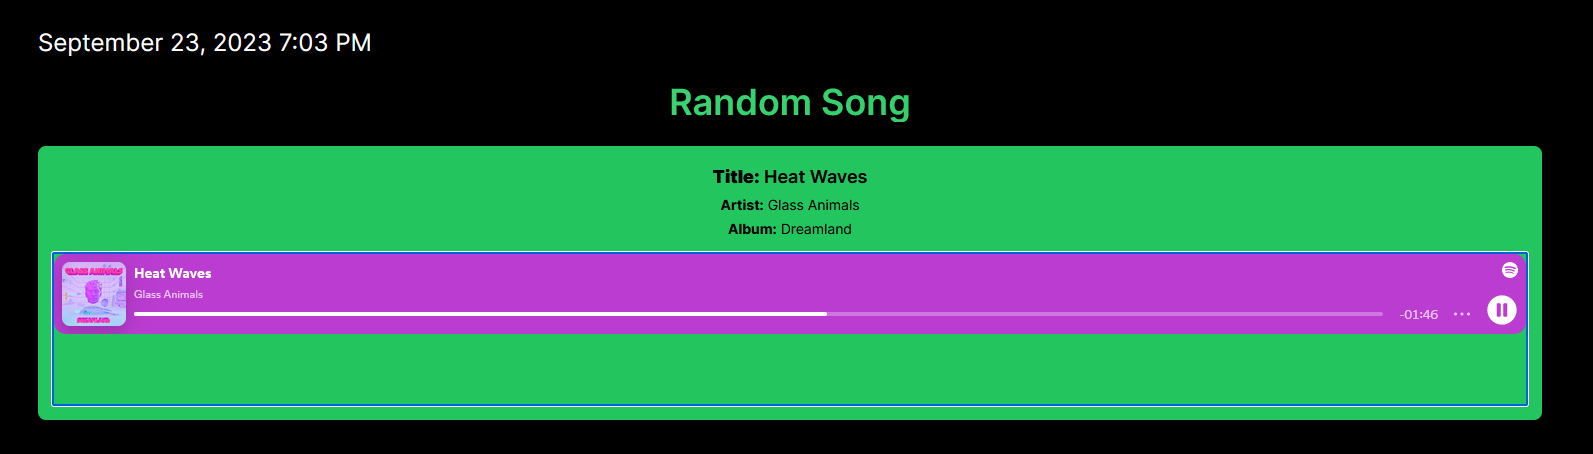 September 23, 2023 7:03 PM
Random Song
Title: Heat Waves
Artist: Glass Animals
Album: Dreamland
GLASS ANIMALS
DREAMLAND
Heat Waves
Glass Animals
-01:46